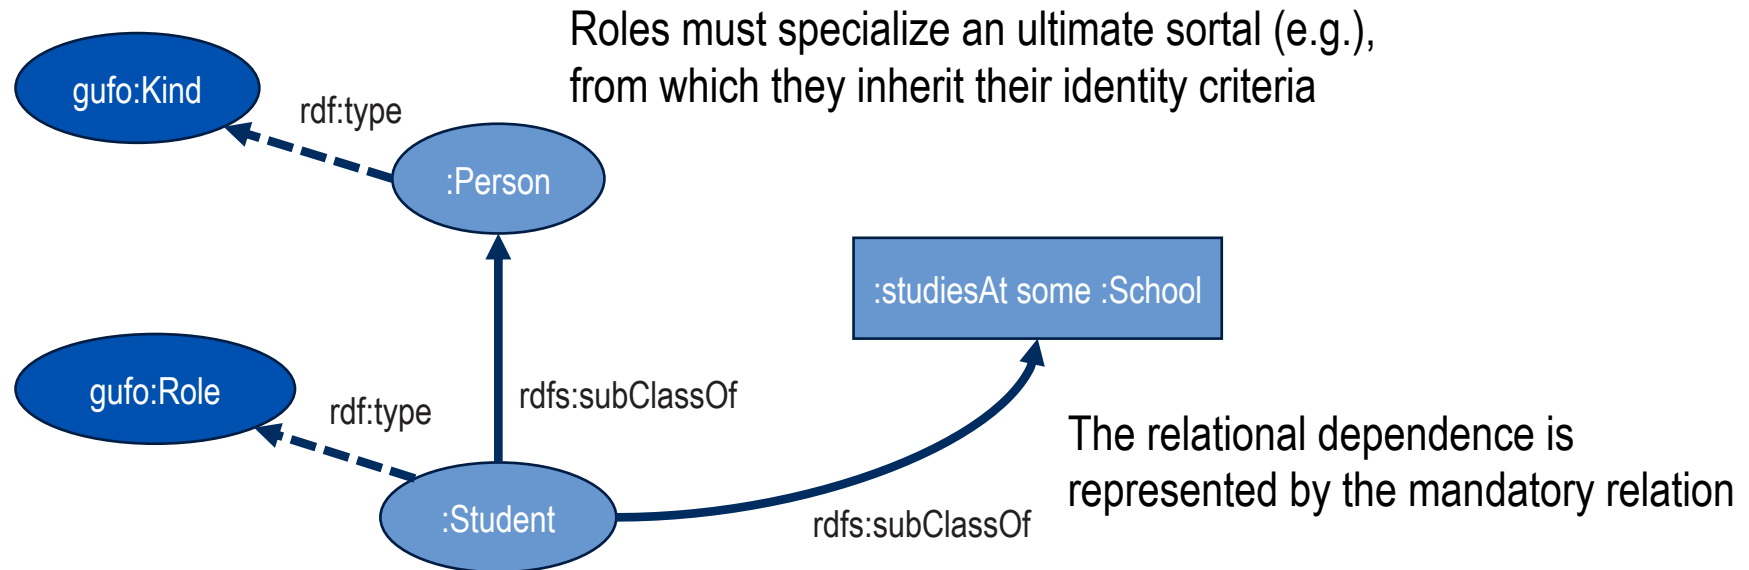 Roles must specialize an ultimate sortal (e.g.),
from which they inherit their identity criteria
gufo:Kind
rdf:type
:Person
:studiesAt some :School
gufo:Role
rdf:type
rdfs:subClassOf
The relational dependence is
represented by the mandatory relation
:Student
rdfs:subClassOf